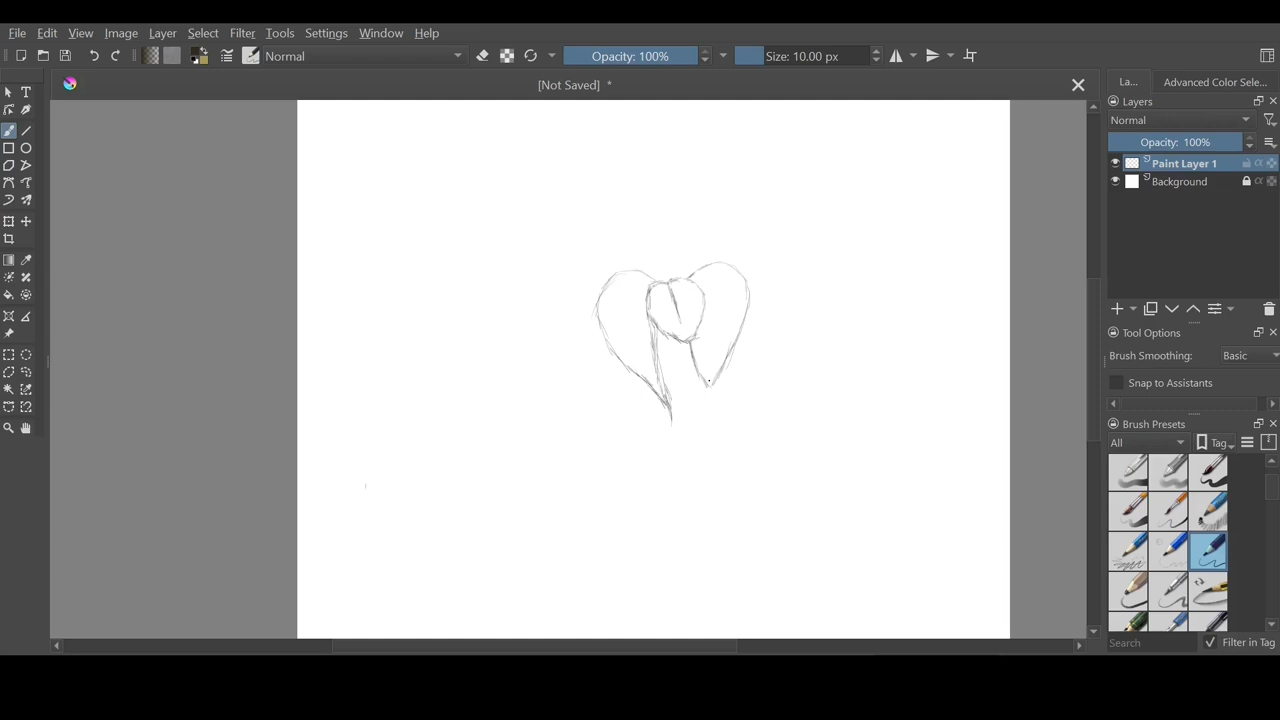 File Edit View Image Layer Select Filter Tools Settings Window Help
Normal Opacity: 100% Size: 10.00 px
[Not Saved] *
La... Advanced Color Sele...
Layers
Normal
Opacity: 100%
Paint Layer 1
Background
Tool Options
Brush Smoothing: Basic
Snap to Assistants
Brush Presets
All Tag
Search Filter in Tag